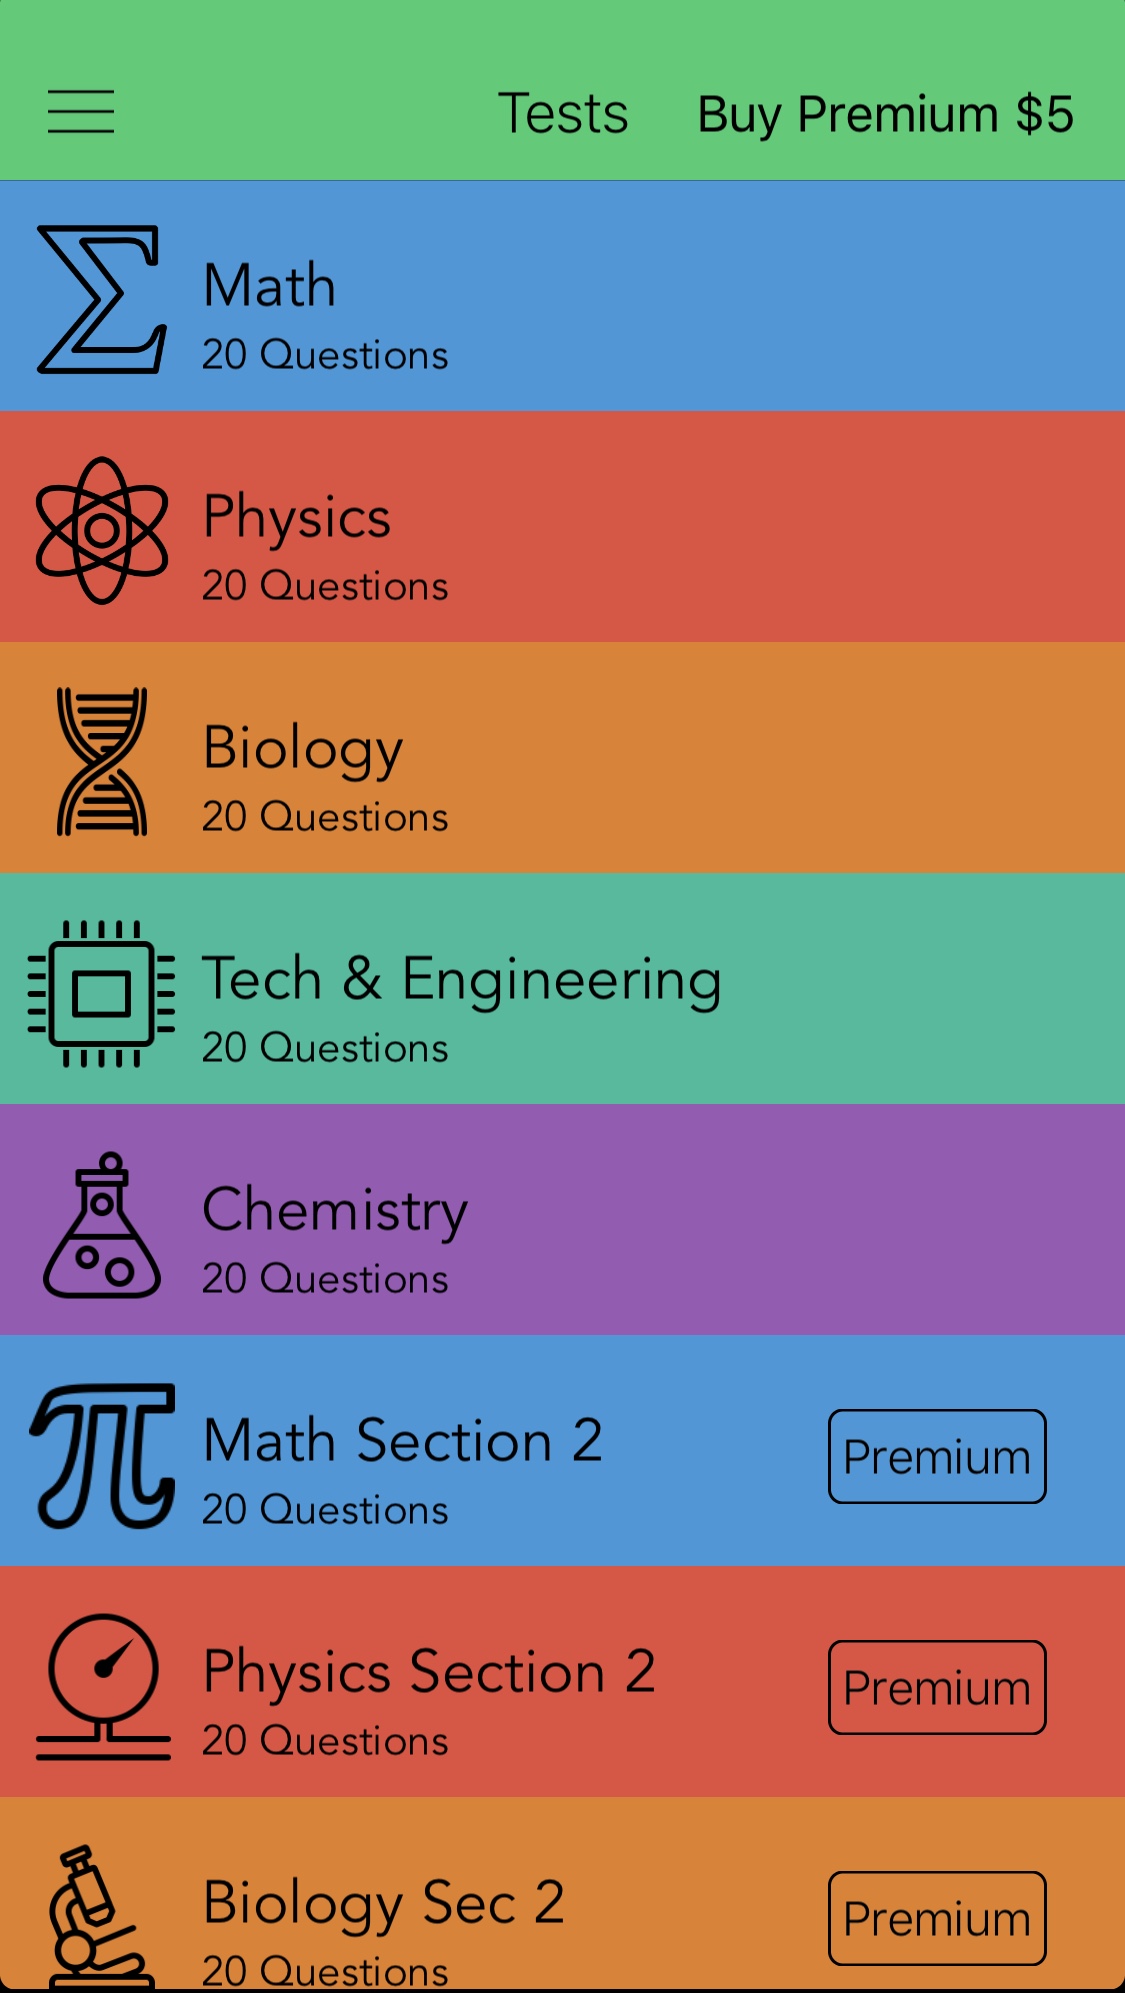 Tests Buy Premium $5
Math
20 Questions
Physics
20 Questions
Biology
20 Questions
Tech & Engineering
20 Questions
Chemistry
20 Questions
Math Section 2
20 Questions
Premium
Physics Section 2
20 Questions
Premium
Biology Sec 2
20 Questions
Premium